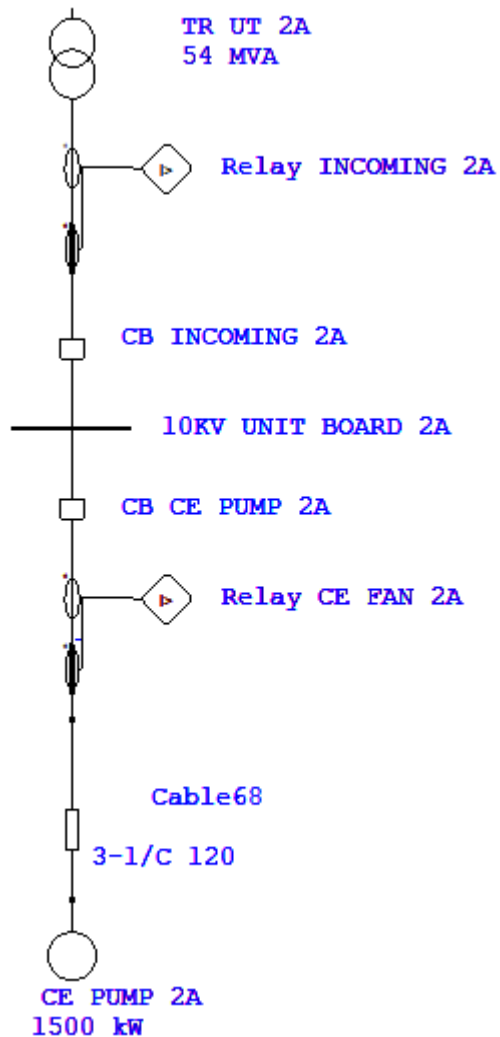 TR UT 2A
54 MVA
Relay INCOMING 2A
CB INCOMING 2A
10KV UNIT BOARD 2A
CB CE PUMP 2A
Relay CE FAN 2A
Cable68
3-1/C 120
CE PUMP 2A
1500 kW